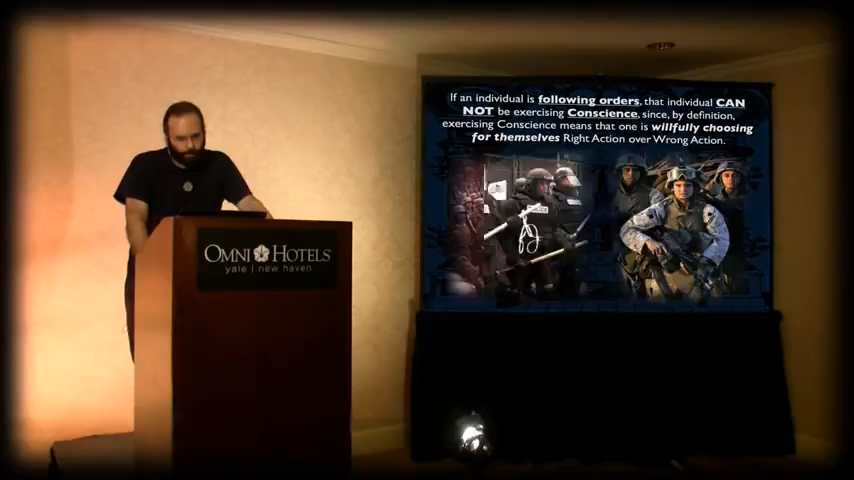 If an individual is following orders, that individual CAN
NOT be exercising Conscience, since, by definition,
exercising Conscience means that one is willfully choosing
for themselves Right Action over Wrong Action.
OMNI HOTELS
yale | new haven